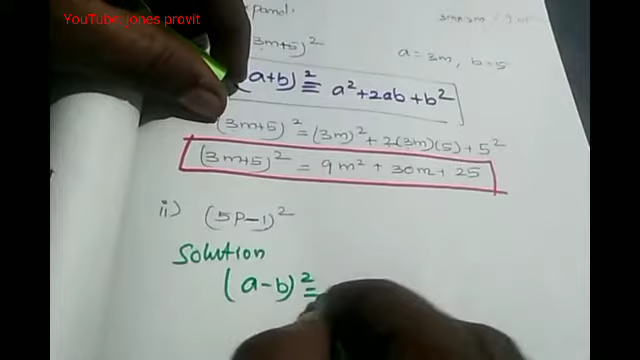 YouTube: jones provit
3m+5)²
a = 3m, b = 5
(a+b)² ≡ a² + 2ab + b²
(3m+5)² = (3m)² + 2(3m)(5) + 5²
(3m+5)² = 9m² + 30m + 25
ii) (5P-1)²
Solution
(a-b)² =